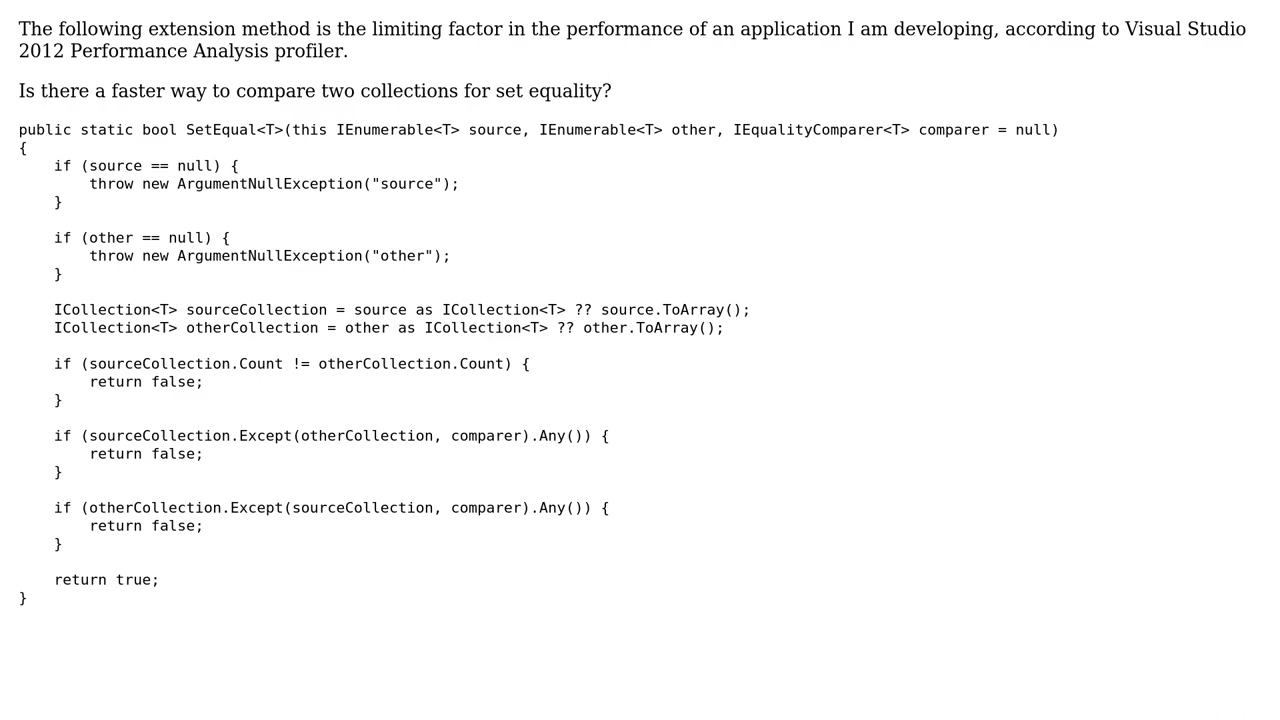 The following extension method is the limiting factor in the performance of an application I am developing, according to Visual Studio
2012 Performance Analysis profiler.
Is there a faster way to compare two collections for set equality?
public static bool SetEqual<T>(this IEnumerable<T> source, IEnumerable<T> other, IEqualityComparer<T> comparer = null)
{
    if (source == null) {
        throw new ArgumentNullException("source");
    }

    if (other == null) {
        throw new ArgumentNullException("other");
    }

    ICollection<T> sourceCollection = source as ICollection<T> ?? source.ToArray();
    ICollection<T> otherCollection = other as ICollection<T> ?? other.ToArray();

    if (sourceCollection.Count != otherCollection.Count) {
        return false;
    }

    if (sourceCollection.Except(otherCollection, comparer).Any()) {
        return false;
    }

    if (otherCollection.Except(sourceCollection, comparer).Any()) {
        return false;
    }

    return true;
}